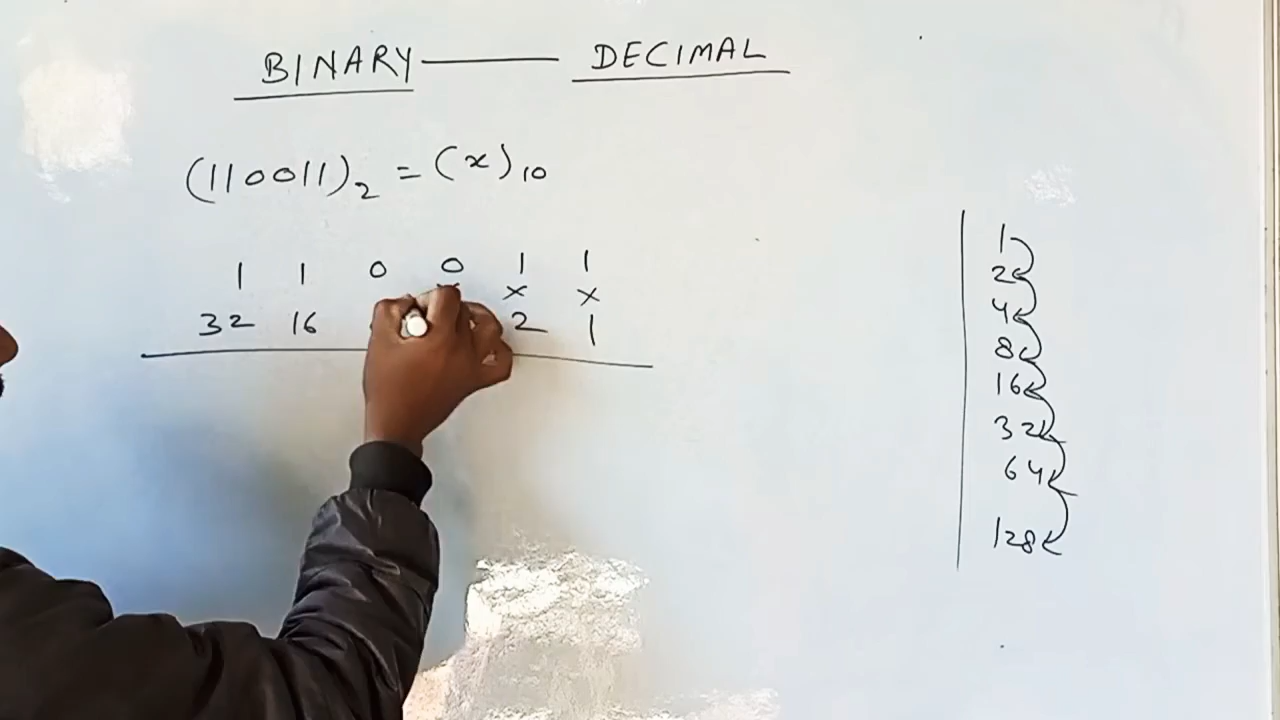 BINARY — DECIMAL
(110011)2 = (x)10
1 1 0 0 1 1
x x
32 16 2 1
1
2
4
8
16
32
64
128